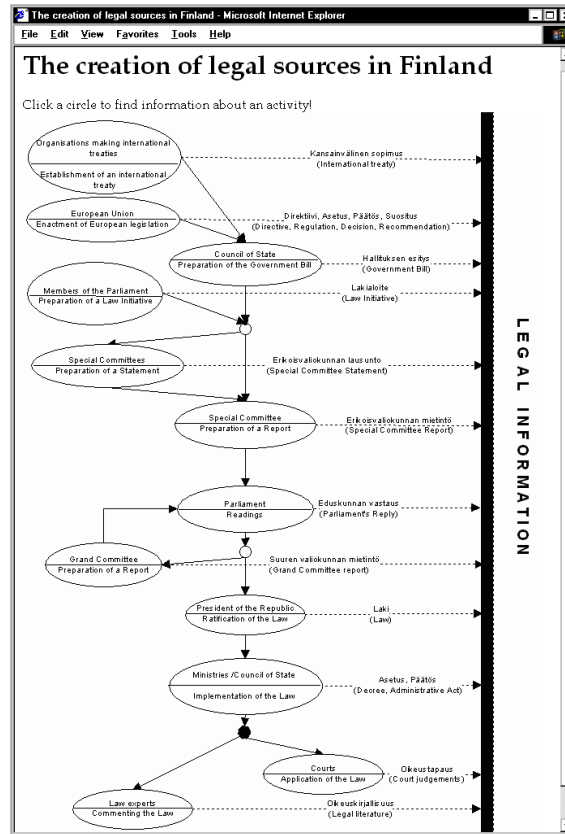 The creation of legal sources in Finland - Microsoft Internet Explorer
File Edit View Favorites Tools Help
The creation of legal sources in Finland
Click a circle to find information about an activity!
Organisations making international
treaties
Establishment of an international
treaty
Kansainvälinen sopimus
(International treaty)
European Union
Enactment of European legislation
Direktiivi, Asetus, Päätös, Suositus
(Directive, Regulation, Decision, Recommendation)
Council of State
Preparation of the Government Bill
Hallituksen esitys
(Government Bill)
Members of the Parliament
Preparation of a Law Initiative
Lakialoite
(Law Initiative)
Special Committees
Preparation of a Statement
Erikoisvaliokunnan lausunto
(Special Committee Statement)
Special Committee
Preparation of a Report
Erikoisvaliokunnan mietintö
(Special Committee Report)
Parliament
Readings
Eduskunnan vastaus
(Parliament's Reply)
Grand Committee
Preparation of a Report
Suuren valiokunnan mietintö
(Grand Committee report)
President of the Republic
Ratification of the Law
Laki
(Law)
Ministries /Council of State
Implementation of the Law
Asetus, Päätös
(Decree, Administrative Act)
Courts
Application of the Law
Oikeustapaus
(Court judgements)
Law experts
Commenting the Law
Oikeuskirjallisuus
(Legal literature)
LEGAL INFORMATION